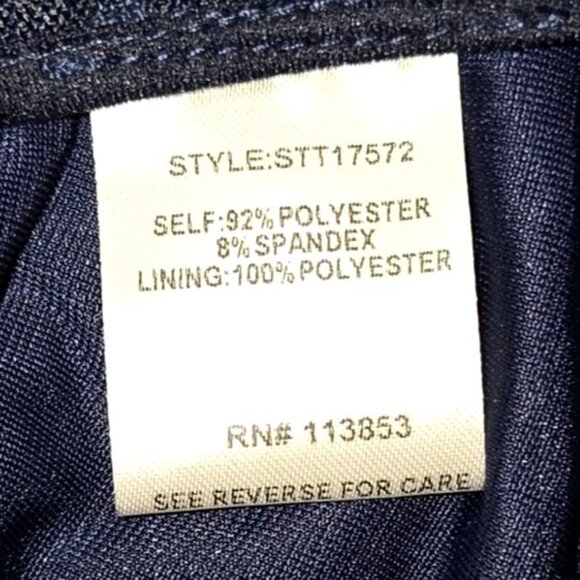 STYLE:STT17572
SELF:92% POLYESTER
8% SPANDEX
LINING:100% POLYESTER
RN# 113853
SEE REVERSE FOR CARE